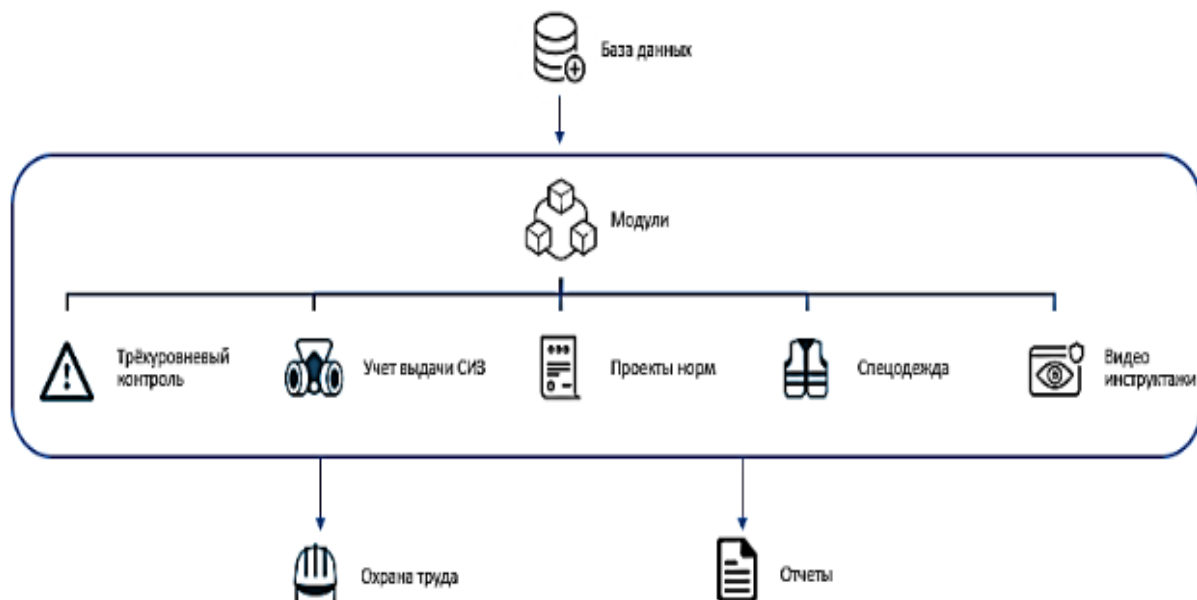 База данных
Модули
Трёхуровневый
контроль
Учет выдачи СИЗ
Проекты норм
Спецодежда
Видео
инструктажи
Охрана труда
Отчеты